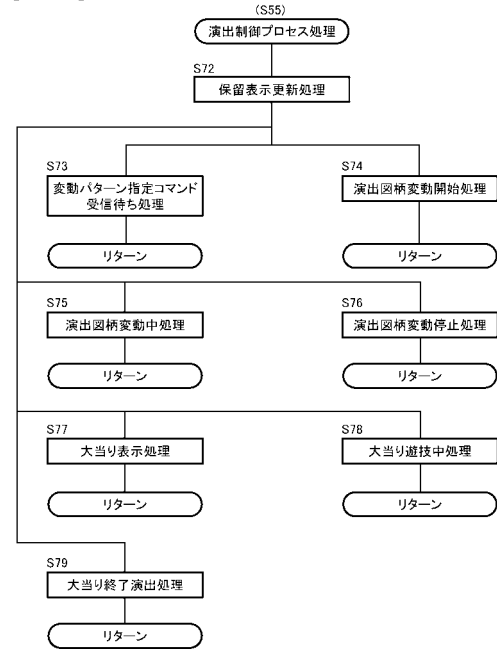 (S55)
演出制御プロセス処理
S72
保留表示更新処理
S73
変動パターン指定コマンド
受信待ち処理
リターン
S74
演出図柄変動開始処理
リターン
S75
演出図柄変動中処理
リターン
S76
演出図柄変動停止処理
リターン
S77
大当り表示処理
リターン
S78
大当り遊技中処理
リターン
S79
大当り終了演出処理
リターン